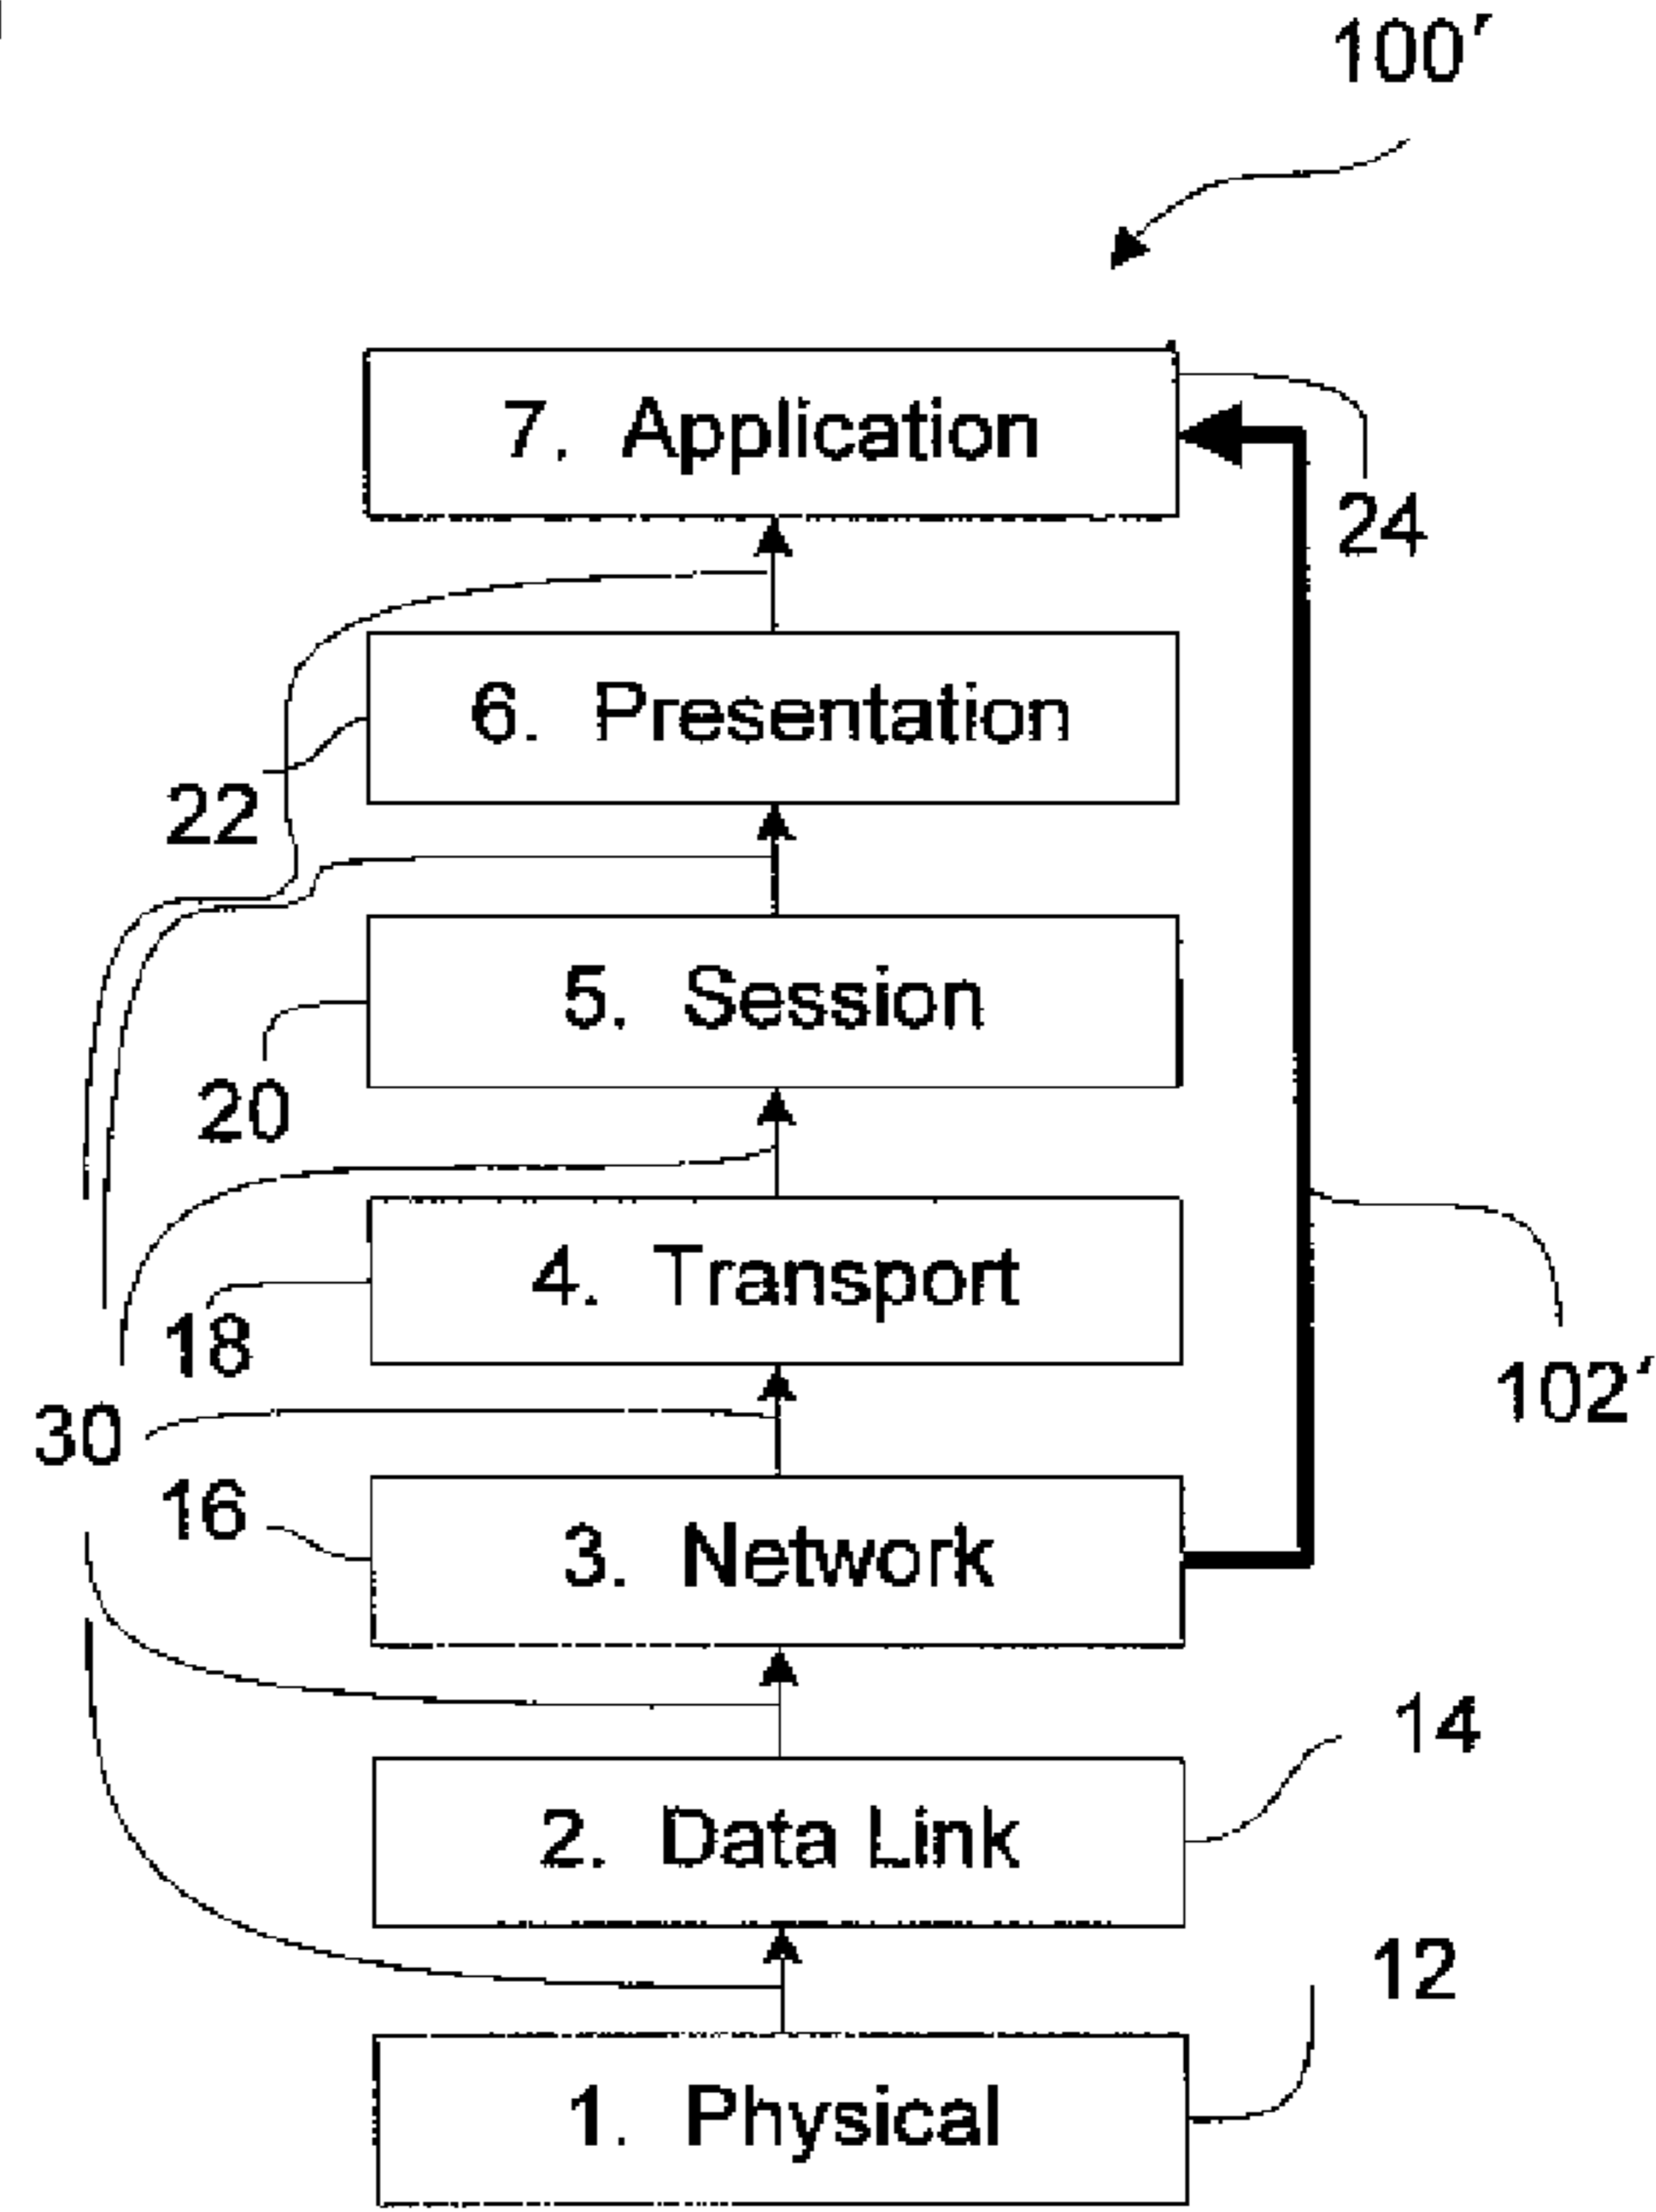 100′
7. Application
24
6. Presentation
22
5. Session
20
4. Transport
18
102′
30
16
3. Network
14
2. Data Link
12
1. Physical